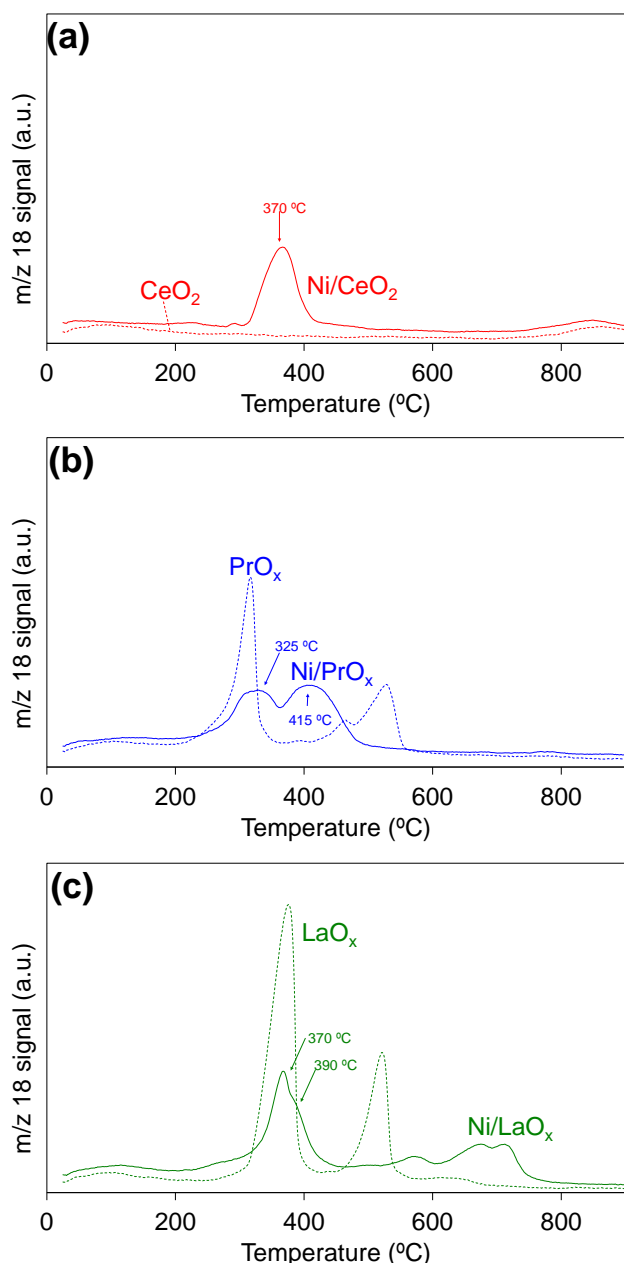 (a)
m/z 18 signal (a.u.)
370 ºC
CeO2
Ni/CeO2
0 200 400 600 800
Temperature (ºC)
(b)
m/z 18 signal (a.u.)
PrOx
325 ºC
Ni/PrOx
415 ºC
0 200 400 600 800
Temperature (ºC)
(c)
m/z 18 signal (a.u.)
LaOx
370 ºC
390 ºC
Ni/LaOx
0 200 400 600 800
Temperature (ºC)